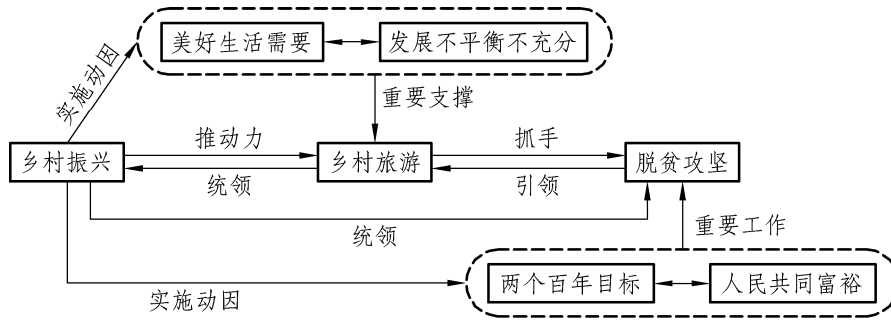 美好生活需要
发展不平衡不充分
实施动因
重要支撑
推动力
抓手
乡村振兴
乡村旅游
脱贫攻坚
统领
引领
统领
重要工作
两个百年目标
人民共同富裕
实施动因